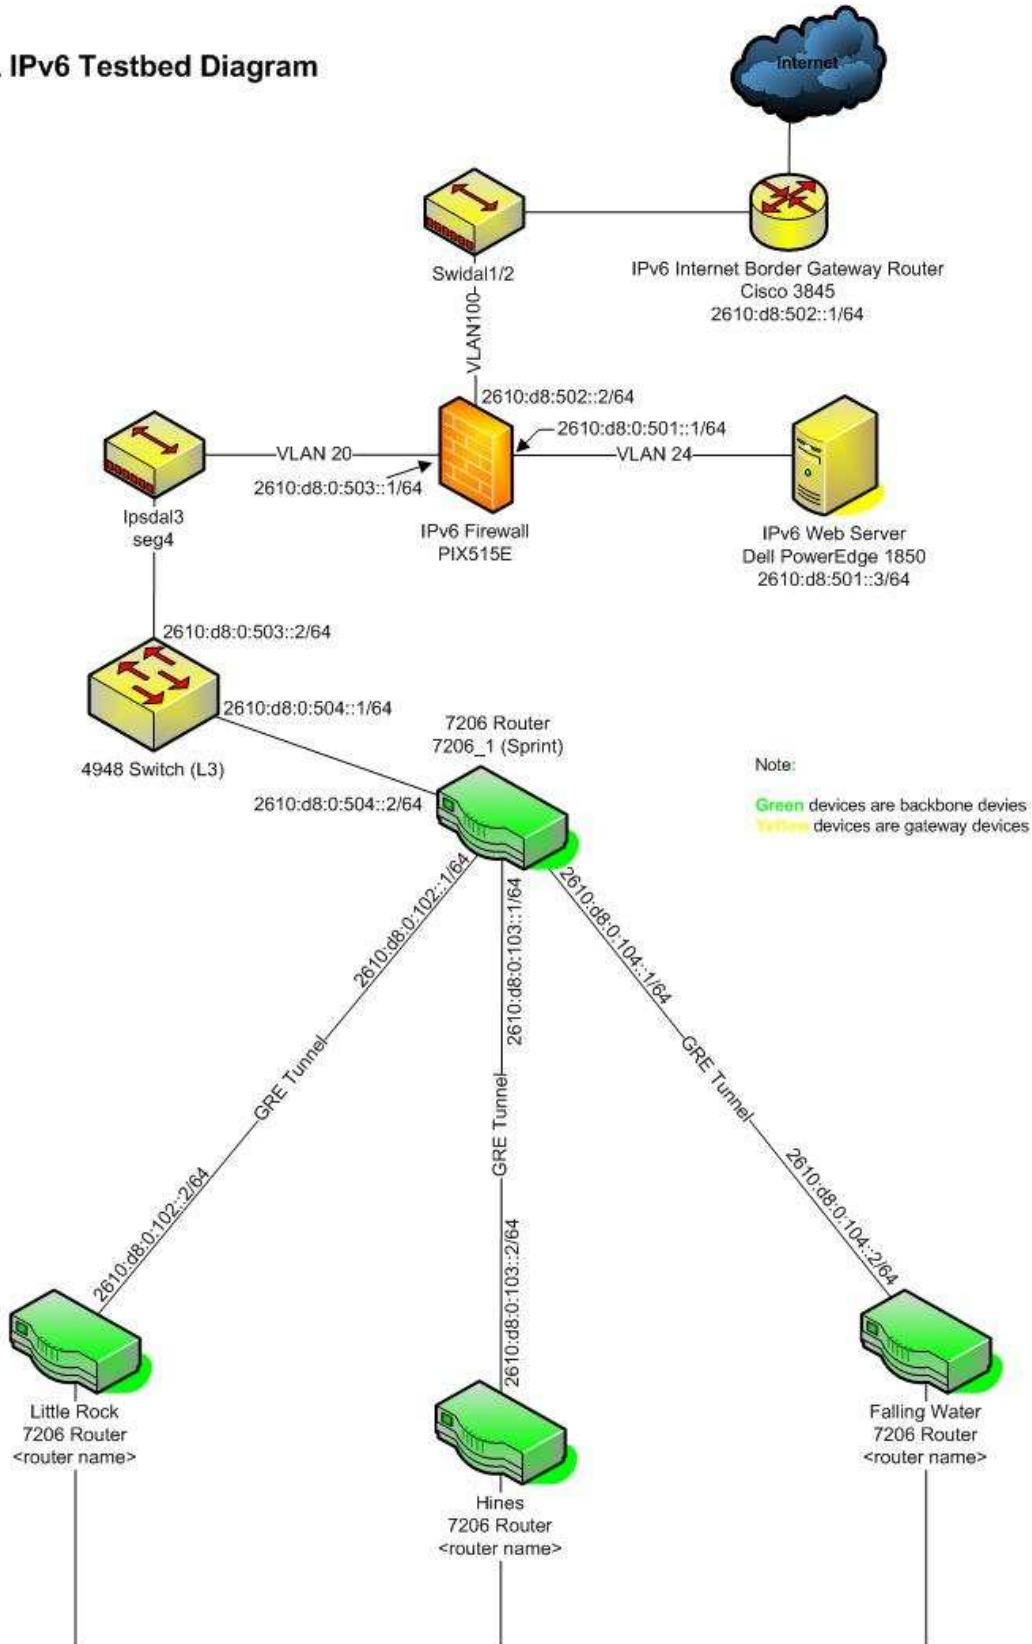 IPv6 Testbed Diagram
Internet
Swidal1/2
IPv6 Internet Border Gateway Router
Cisco 3845
2610:d8:502::1/64
VLAN100
2610:d8:502::2/64
2610:d8:0:501::1/64
VLAN 20
VLAN 24
2610:d8:0:503::1/64
Ipsdal3
seg4
IPv6 Firewall
PIX515E
IPv6 Web Server
Dell PowerEdge 1850
2610:d8:501::3/64
2610:d8:0:503::2/64
2610:d8:0:504::1/64
4948 Switch (L3)
7206 Router
7206_1 (Sprint)
2610:d8:0:504::2/64
Note:
Green devices are backbone devies
Yellow devices are gateway devices
2610:d8:0:102::1/64
2610:d8:0:103::1/64
2610:d8:0:104::1/64
GRE Tunnel
GRE Tunnel
GRE Tunnel
2610:d8:0:102::2/64
2610:d8:0:103::2/64
2610:d8:0:104::2/64
Little Rock
7206 Router
<router name>
Hines
7206 Router
<router name>
Falling Water
7206 Router
<router name>